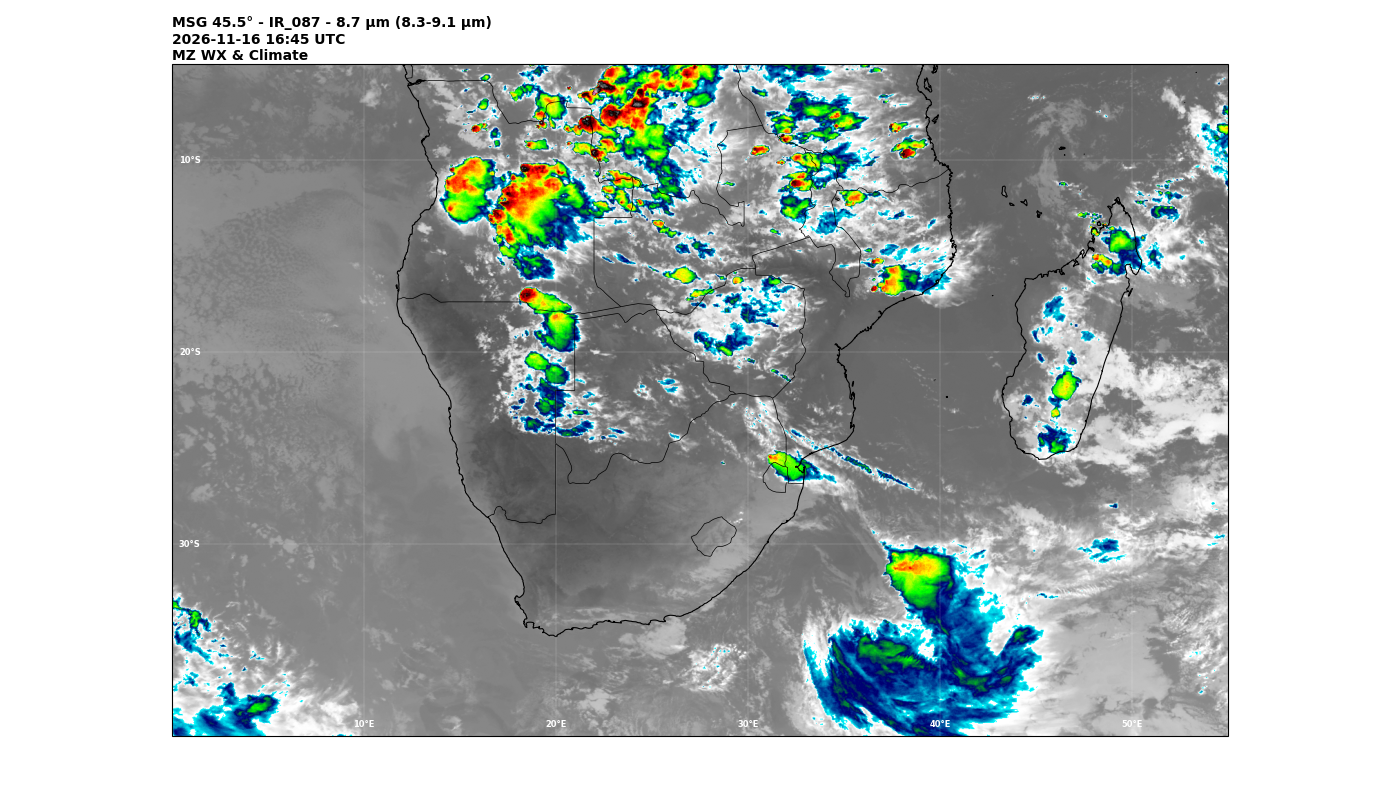 MSG 45.5° - IR_087 - 8.7 µm (8.3-9.1 µm)
2026-11-16 16:45 UTC
MZ WX & Climate
10°S
20°S
30°S
10°E
20°E
30°E
40°E
50°E